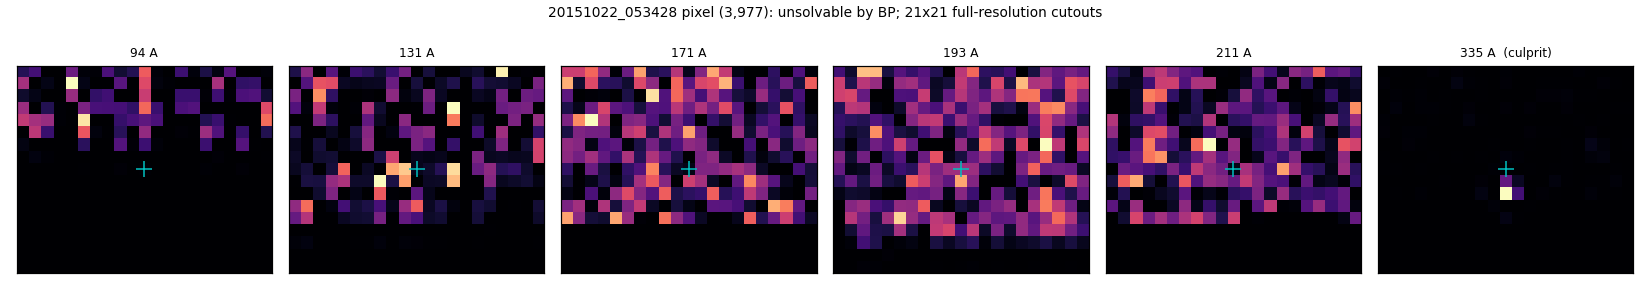 20151022_053428 pixel (3,977): unsolvable by BP; 21x21 full-resolution cutouts
94 A
131 A
171 A
193 A
211 A
335 A (culprit)